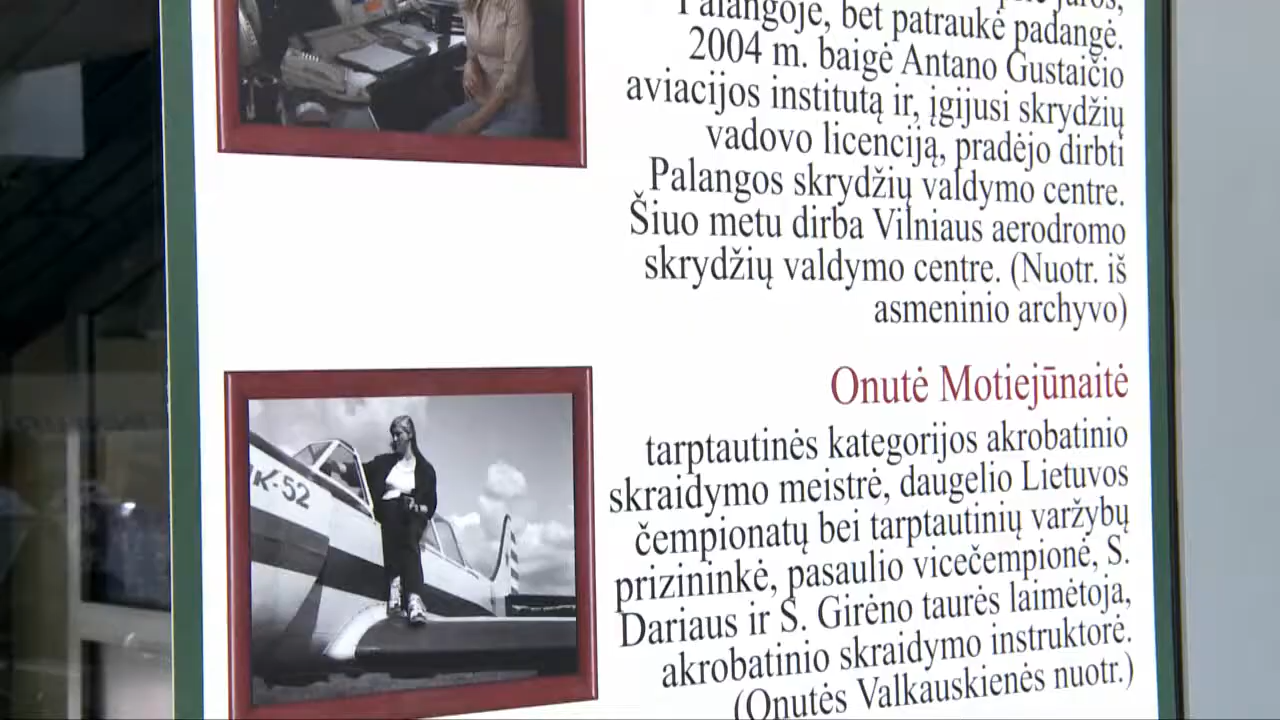 Palangoje, bet patraukė padangė.
2004 m. baigė Antano Gustaičio
aviacijos institutą ir, įgijusi skrydžių
vadovo licenciją, pradėjo dirbti
Palangos skrydžių valdymo centre.
Šiuo metu dirba Vilniaus aerodromo
skrydžių valdymo centre. (Nuotr. iš
asmeninio archyvo)
Onutė Motiejūnaitė
tarptautinės kategorijos akrobatinio
skraidymo meistrė, daugelio Lietuvos
čempionatų bei tarptautinių varžybų
prizininkė, pasaulio vicečempionė, S.
Dariaus ir S. Girėno taurės laimėtoja,
akrobatinio skraidymo instruktorė.
(Onutės Valkauskienės nuotr.)
K-52